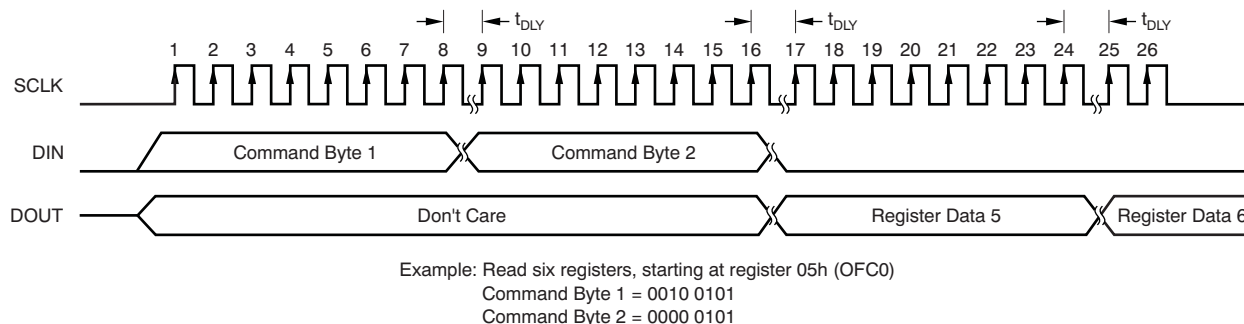 t_DLY t_DLY t_DLY
1 2 3 4 5 6 7 8 9 10 11 12 13 14 15 16 17 18 19 20 21 22 23 24 25 26
SCLK
DIN Command Byte 1 Command Byte 2
DOUT Don't Care Register Data 5 Register Data 6
Example: Read six registers, starting at register 05h (OFC0)
Command Byte 1 = 0010 0101
Command Byte 2 = 0000 0101